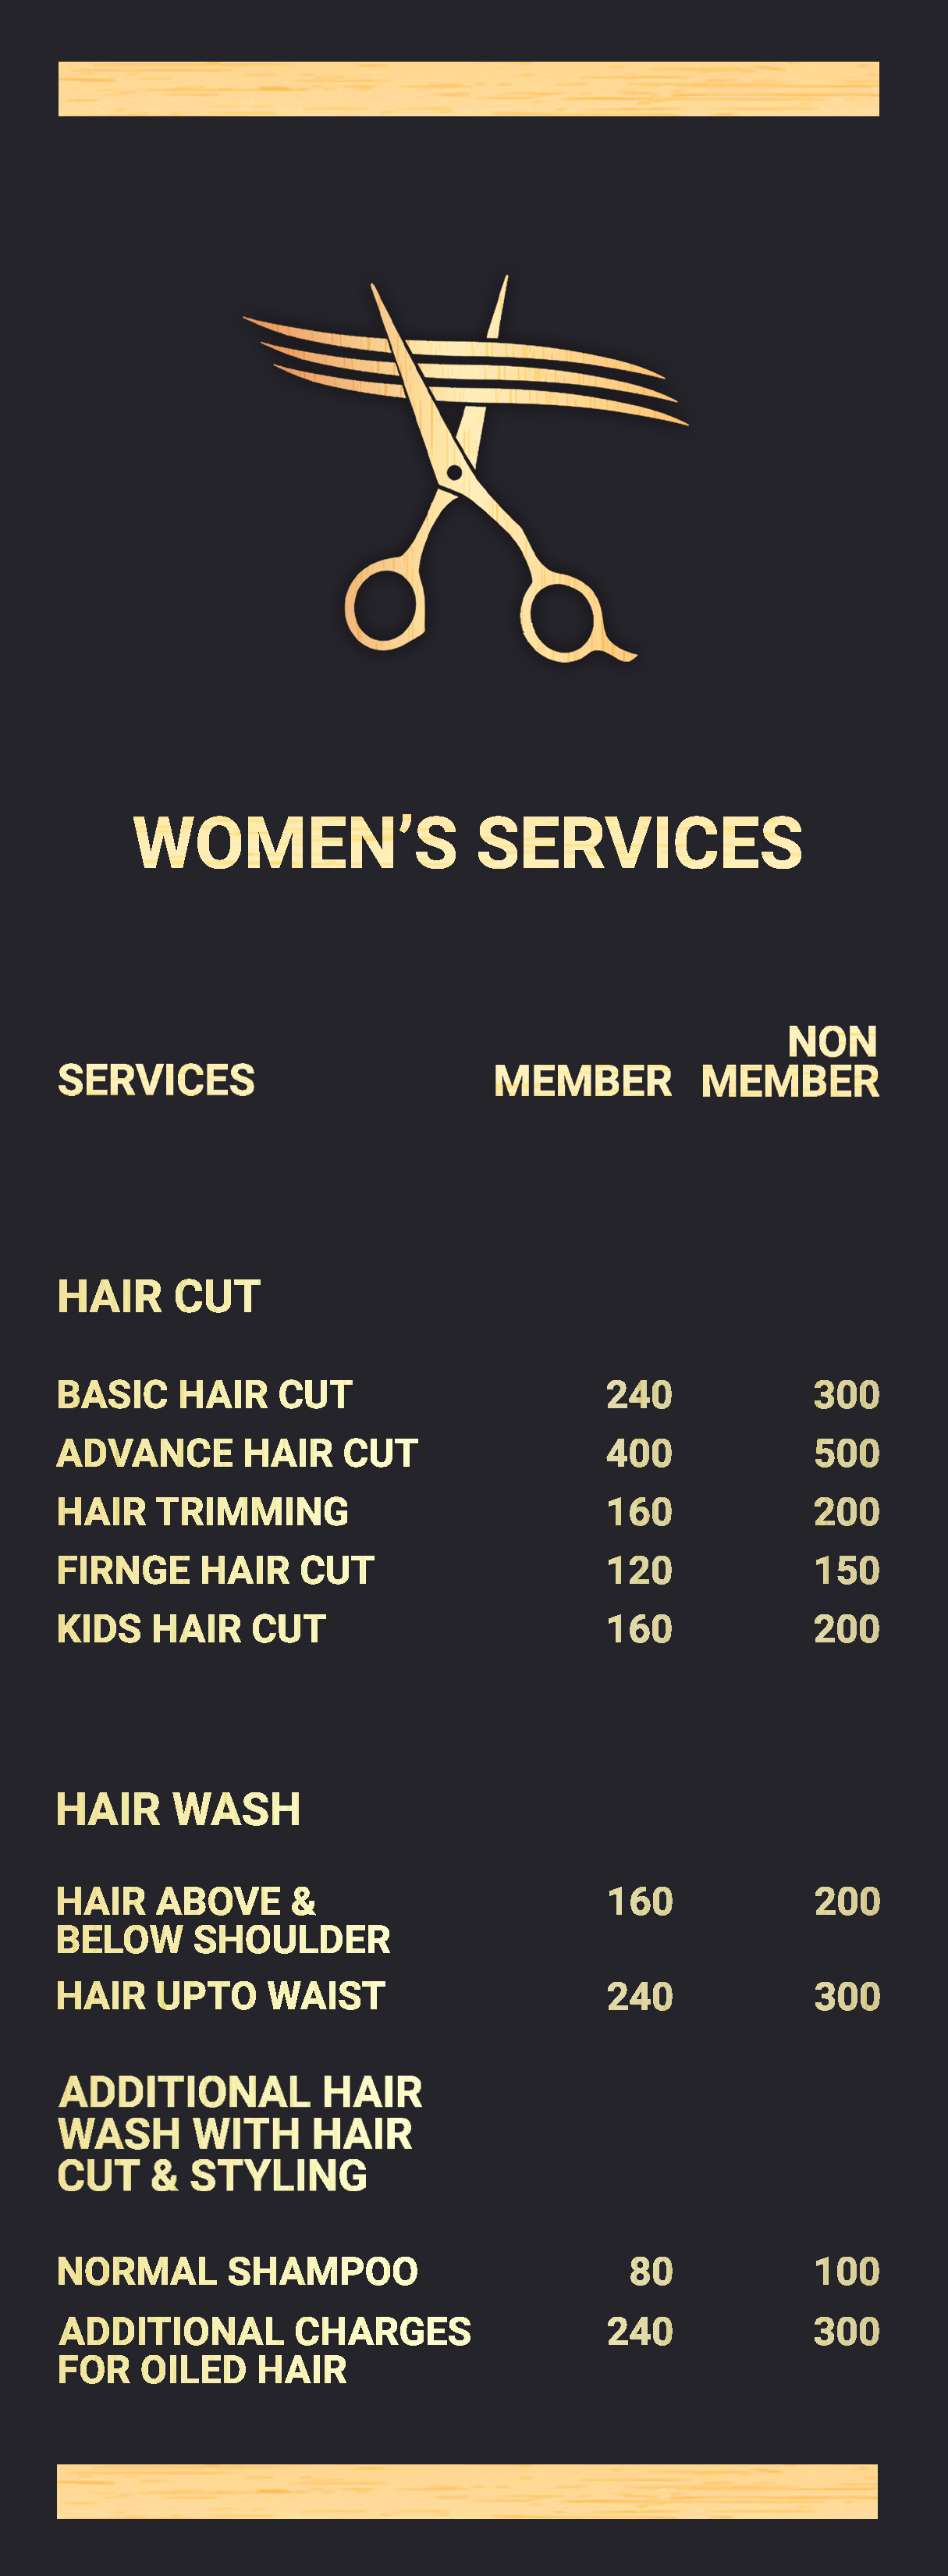 WOMEN’S SERVICES
NON
SERVICES MEMBER MEMBER
HAIR CUT
BASIC HAIR CUT 240 300
ADVANCE HAIR CUT 400 500
HAIR TRIMMING 160 200
FIRNGE HAIR CUT 120 150
KIDS HAIR CUT 160 200
HAIR WASH
HAIR ABOVE & 160 200
BELOW SHOULDER
HAIR UPTO WAIST 240 300
ADDITIONAL HAIR
WASH WITH HAIR
CUT & STYLING
NORMAL SHAMPOO 80 100
ADDITIONAL CHARGES 240 300
FOR OILED HAIR